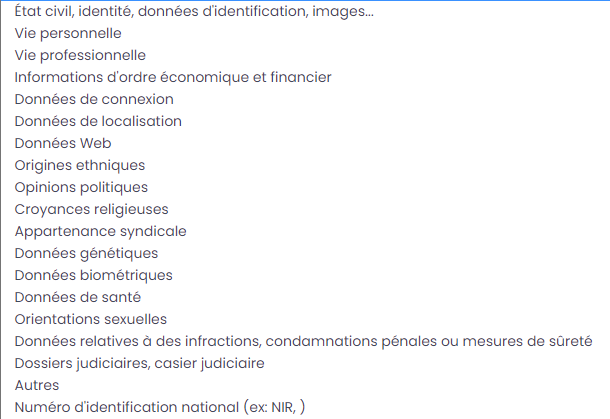 État civil, identité, données d'identification, images...
Vie personnelle
Vie professionnelle
Informations d'ordre économique et financier
Données de connexion
Données de localisation
Données Web
Origines ethniques
Opinions politiques
Croyances religieuses
Appartenance syndicale
Données génétiques
Données biométriques
Données de santé
Orientations sexuelles
Données relatives à des infractions, condamnations pénales ou mesures de sûreté
Dossiers judiciaires, casier judiciaire
Autres
Numéro d'identification national (ex: NIR, )